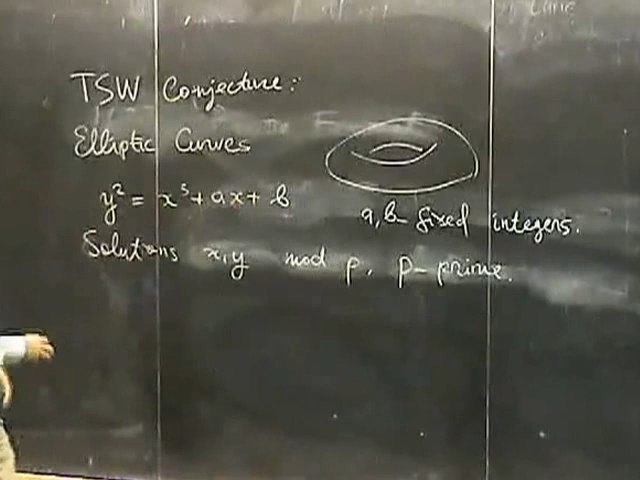 TSW Conjecture:
Elliptic Curves
y² = x³ + ax + b
a, b - fixed integers.
Solutions x, y mod p, p - prime.